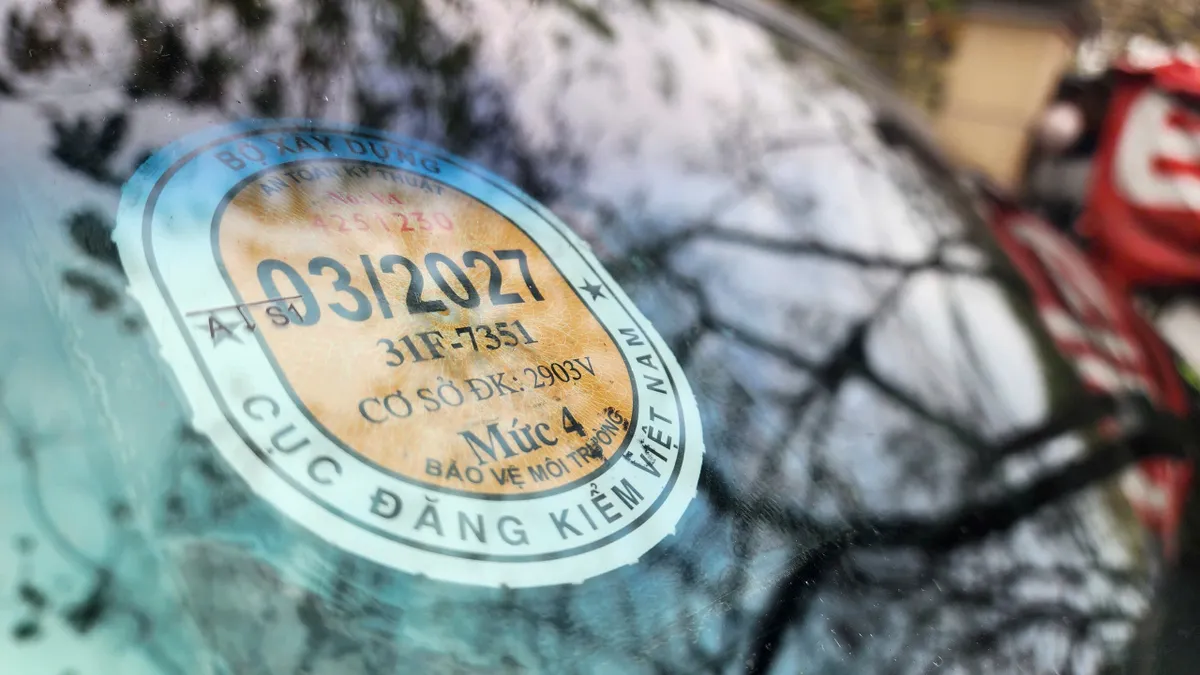 BỘ XÂY DỰNG
AN TOÀN KỸ THUẬT
4251230
03/2027
31F-7351
CƠ SỞ ĐK: 2903V
Mức 4
BẢO VỆ MÔI TRƯỜNG
CỤC ĐĂNG KIỂM VIỆT NAM